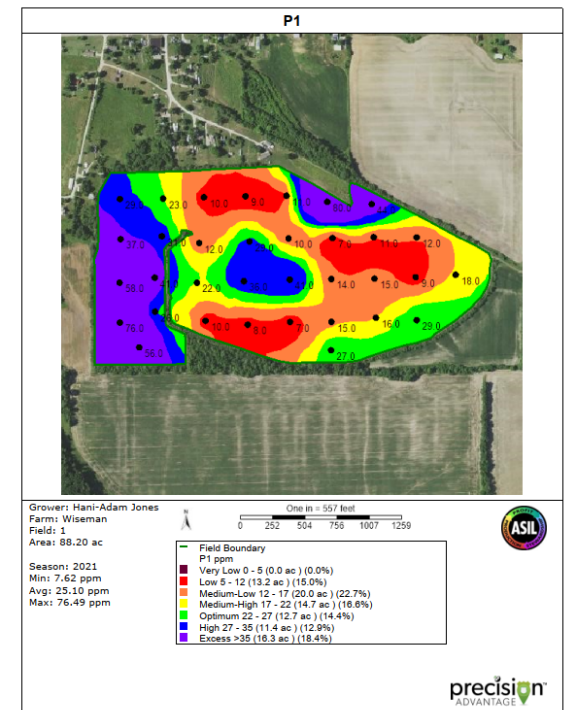 P1
23.0
10.0
9.0
80.0
37.0
12.0
10.0
7.0
11.0
12.0
58.0
22.0
14.0
15.0
9.0
18.0
76.0
10.0
8.0
7.0
15.0
16.0
29.0
56.0
27.0
Grower: Hani-Adam Jones
Farm: Wiseman
Field: 1
Area: 88.20 ac
Season: 2021
Min: 7.62 ppm
Avg: 25.10 ppm
Max: 76.49 ppm
N
One in = 557 feet
0 252 504 756 1007 1259
Field Boundary
P1 ppm
Very Low 0 - 5 (0.0 ac ) (0.0%)
Low 5 - 12 (13.2 ac ) (15.0%)
Medium-Low 12 - 17 (20.0 ac ) (22.7%)
Medium-High 17 - 22 (14.7 ac ) (16.6%)
Optimum 22 - 27 (12.7 ac ) (14.4%)
High 27 - 35 (11.4 ac ) (12.9%)
Excess >35 (16.3 ac ) (18.4%)
ASIL
precision
ADVANTAGE